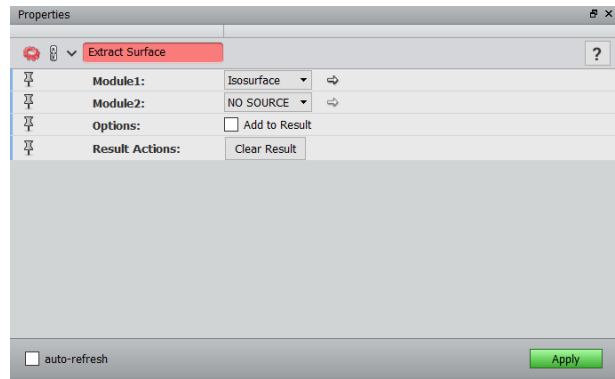 Properties
Extract Surface
?
Module1: Isosurface
Module2: NO SOURCE
Options: Add to Result
Result Actions: Clear Result
auto-refresh Apply